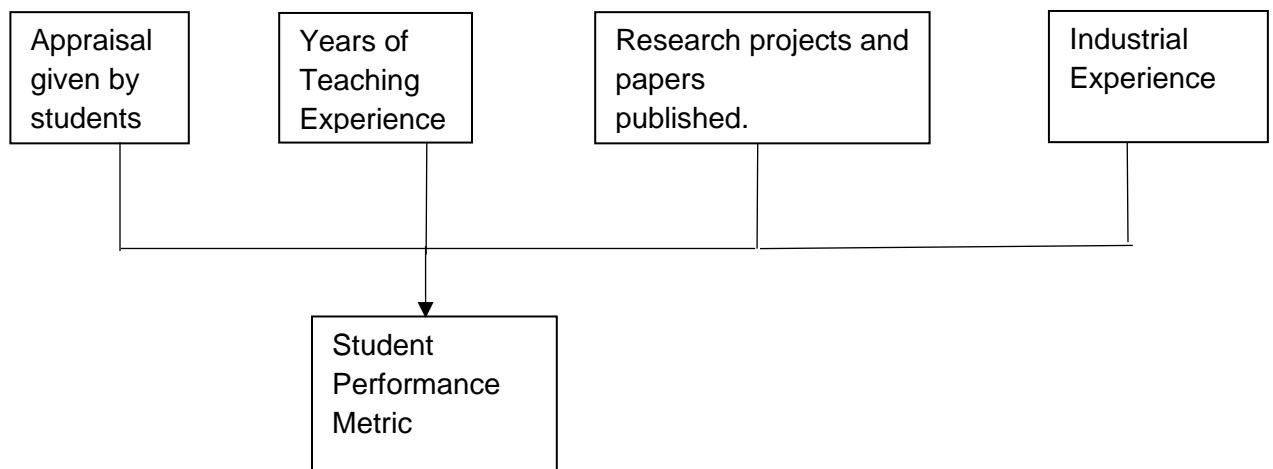 Appraisal
given by
students
Years of
Teaching
Experience
Research projects and
papers
published.
Industrial
Experience
Student
Performance
Metric